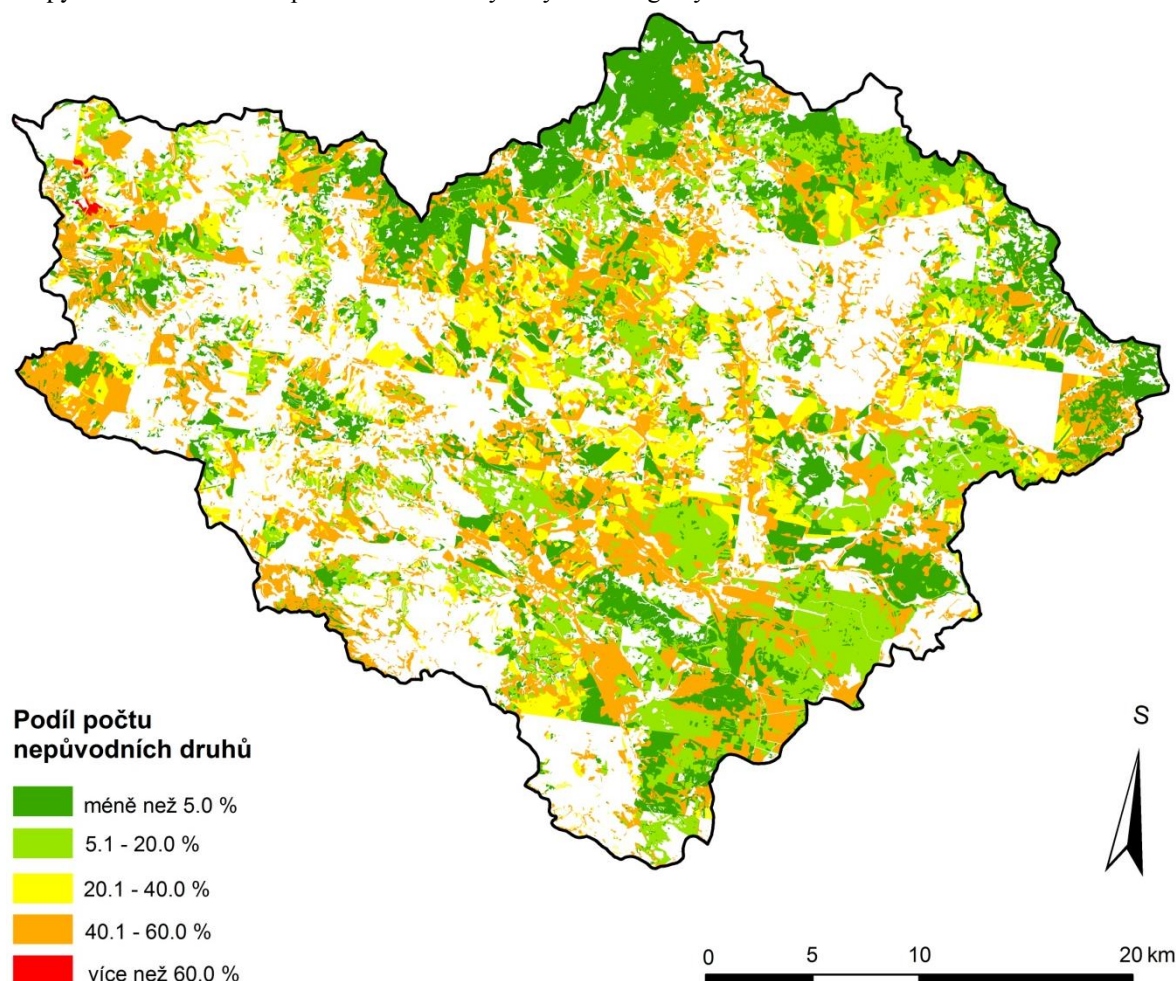 Podíl počtu
nepůvodních druhů
méně než 5.0 %
5.1 - 20.0 %
20.1 - 40.0 %
40.1 - 60.0 %
více než 60.0 %
S
0 5 10 20 km